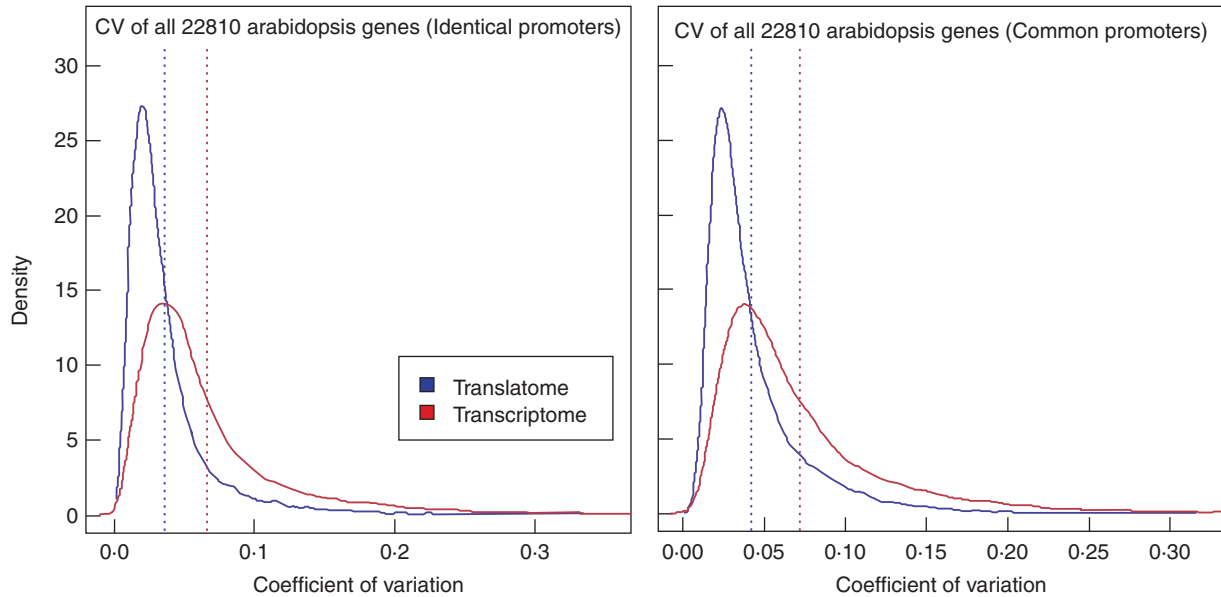 CV of all 22810 arabidopsis genes (Identical promoters)
30
25
20
15
10
5
0
Density
Translatome
Transcriptome
0·0
0.1
0·2
0·3
Coefficient of variation
CV of all 22810 arabidopsis genes (Common promoters)
0·00
0·05
0·10
0·15
0·20
0·25
0·30
Coefficient of variation